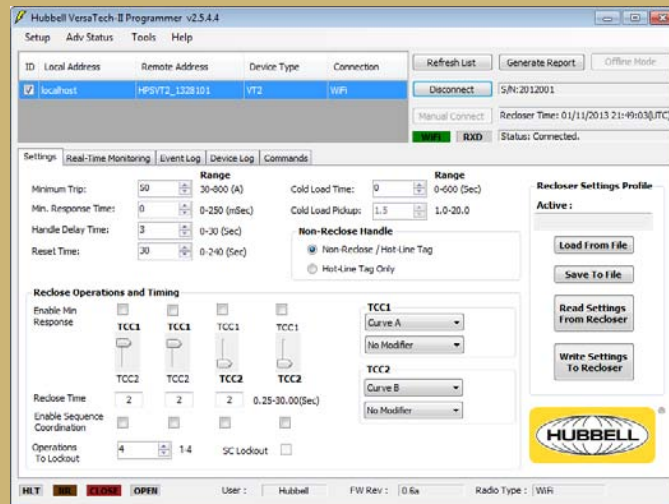 Hubbell VersaTech-II Programmer v2.5.4.4
Setup Adv Status Tools Help
ID Local Address Remote Address Device Type Connection
localhost HPSVT2_1328101 VT2 WiFi
Refresh List Generate Report Offline Mode
Disconnect S/N:2012001
Manual Connect Recloser Time: 01/11/2013 21:49:03(UTC)
WIFI RXD Status: Connected.
Settings Real-Time Monitoring Event Log Device Log Commands
Range Range
Minimum Trip: 50 30-800 (A) Cold Load Time: 0 0-600 (Sec)
Min. Response Time: 0 0-250 (mSec) Cold Load Pickup: 1.5 1.0-20.0
Handle Delay Time: 3 0-30 (Sec) Non-Reclose Handle
Reset Time: 30 0-240 (Sec) Non-Reclose / Hot-Line Tag
Hot-Line Tag Only
Recloser Settings Profile
Active :
Load From File
Save To File
Read Settings
From Recloser
Write Settings
To Recloser
Reclose Operations and Timing
Enable Min
Response
TCC1 TCC1 TCC1 TCC1
TCC2 TCC2 TCC2 TCC2
Reclose Time 2 2 2 0.25-30.00(Sec)
Enable Sequence
Coordination
Operations
To Lockout 4 1-4 SC Lockout
TCC1
Curve A
No Modifier
TCC2
Curve B
No Modifier
HUBBELL
®
HLT CLOSE OPEN User : Hubbell FW Rev : 0.6a Radio Type : WiFi